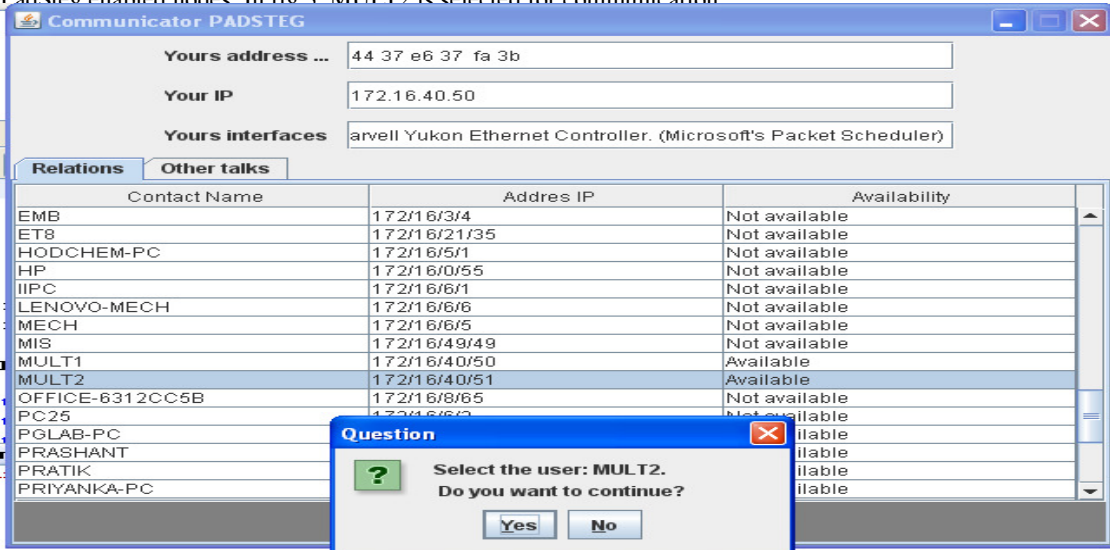 Communicator PADSTEG
Yours address ... 44 37 e6 37 fa 3b
Your IP 172.16.40.50
Yours interfaces arvell Yukon Ethernet Controller. (Microsoft's Packet Scheduler)
Relations Other talks
Contact Name Addres IP Availability
EMB 172/16/3/4 Not available
ET8 172/16/21/35 Not available
HODCHEM-PC 172/16/5/1 Not available
HP 172/16/0/55 Not available
IIPC 172/16/6/1 Not available
LENOVO-MECH 172/16/6/6 Not available
MECH 172/16/6/5 Not available
MIS 172/16/49/49 Not available
MULT1 172/16/40/50 Available
MULT2 172/16/40/51 Available
OFFICE-6312CC5B 172/16/8/65 Not available
PC25 Not available
PGLAB-PC ilable
PRASHANT ilable
PRATIK ilable
PRIYANKA-PC ilable
Question
Select the user: MULT2.
Do you want to continue?
Yes No